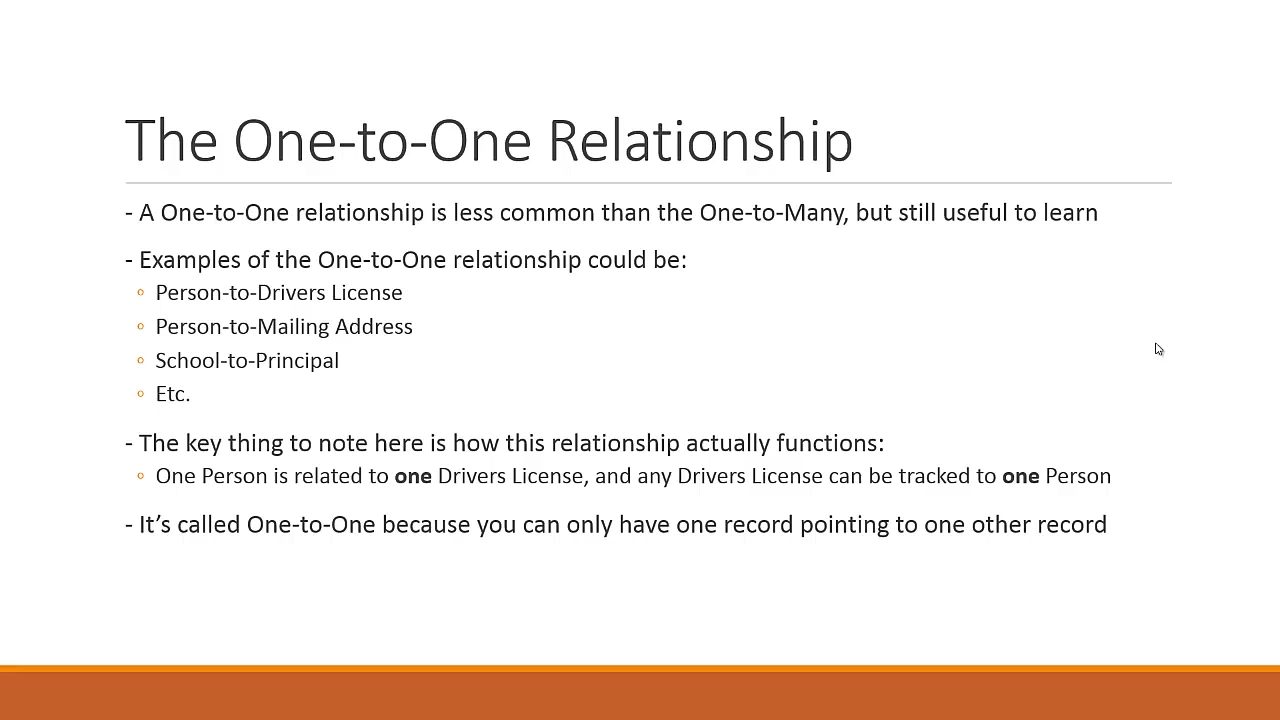 The One-to-One Relationship
- A One-to-One relationship is less common than the One-to-Many, but still useful to learn
- Examples of the One-to-One relationship could be:
◦ Person-to-Drivers License
◦ Person-to-Mailing Address
◦ School-to-Principal
◦ Etc.
- The key thing to note here is how this relationship actually functions:
◦ One Person is related to one Drivers License, and any Drivers License can be tracked to one Person
- It’s called One-to-One because you can only have one record pointing to one other record